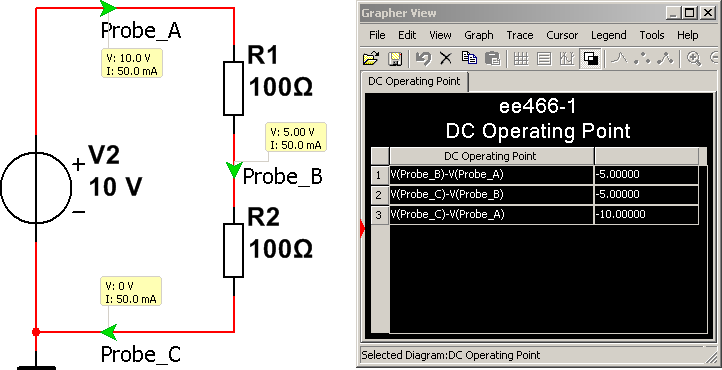 Probe_A
V: 10.0 V
I: 50.0 mA
R1
100Ω
V: 5.00 V
I: 50.0 mA
Probe_B
+
V2
10 V
−
R2
100Ω
V: 0 V
I: 50.0 mA
Probe_C
Grapher View
File Edit View Graph Trace Cursor Legend Tools Help
DC Operating Point
ee466-1
DC Operating Point
DC Operating Point
1 V(Probe_B)-V(Probe_A) -5.00000
2 V(Probe_C)-V(Probe_B) -5.00000
3 V(Probe_C)-V(Probe_A) -10.00000
Selected Diagram:DC Operating Point